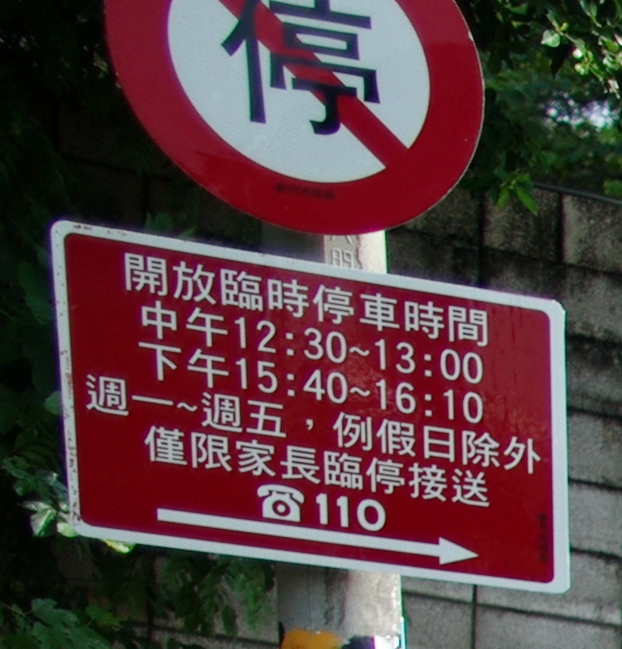 停
開放臨時停車時間
中午12:30~13:00
下午15:40~16:10
週一~週五，例假日除外
僅限家長臨停接送
☎110